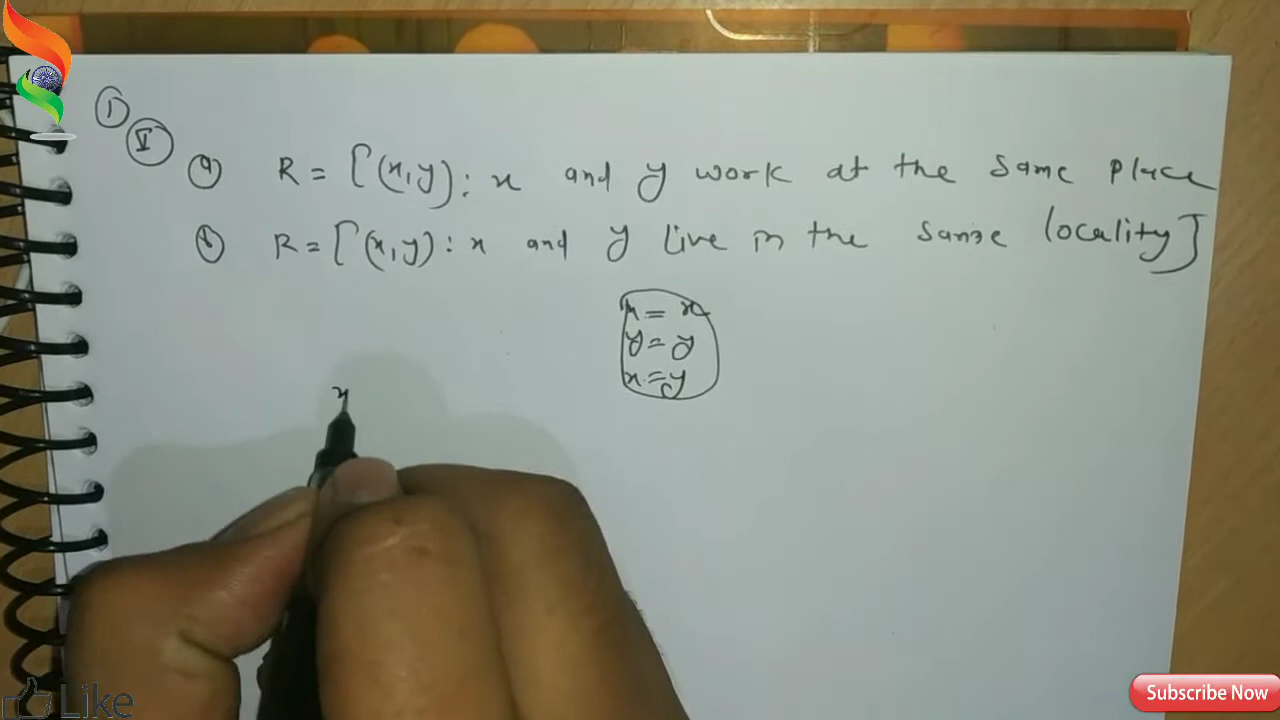 ① Ⓥ
ⓐ R = [(x,y): x and y work at the same place
ⓑ R = [(x,y): x and y live in the same locality]
x = x
y = y
x = y
x
Like
Subscribe Now